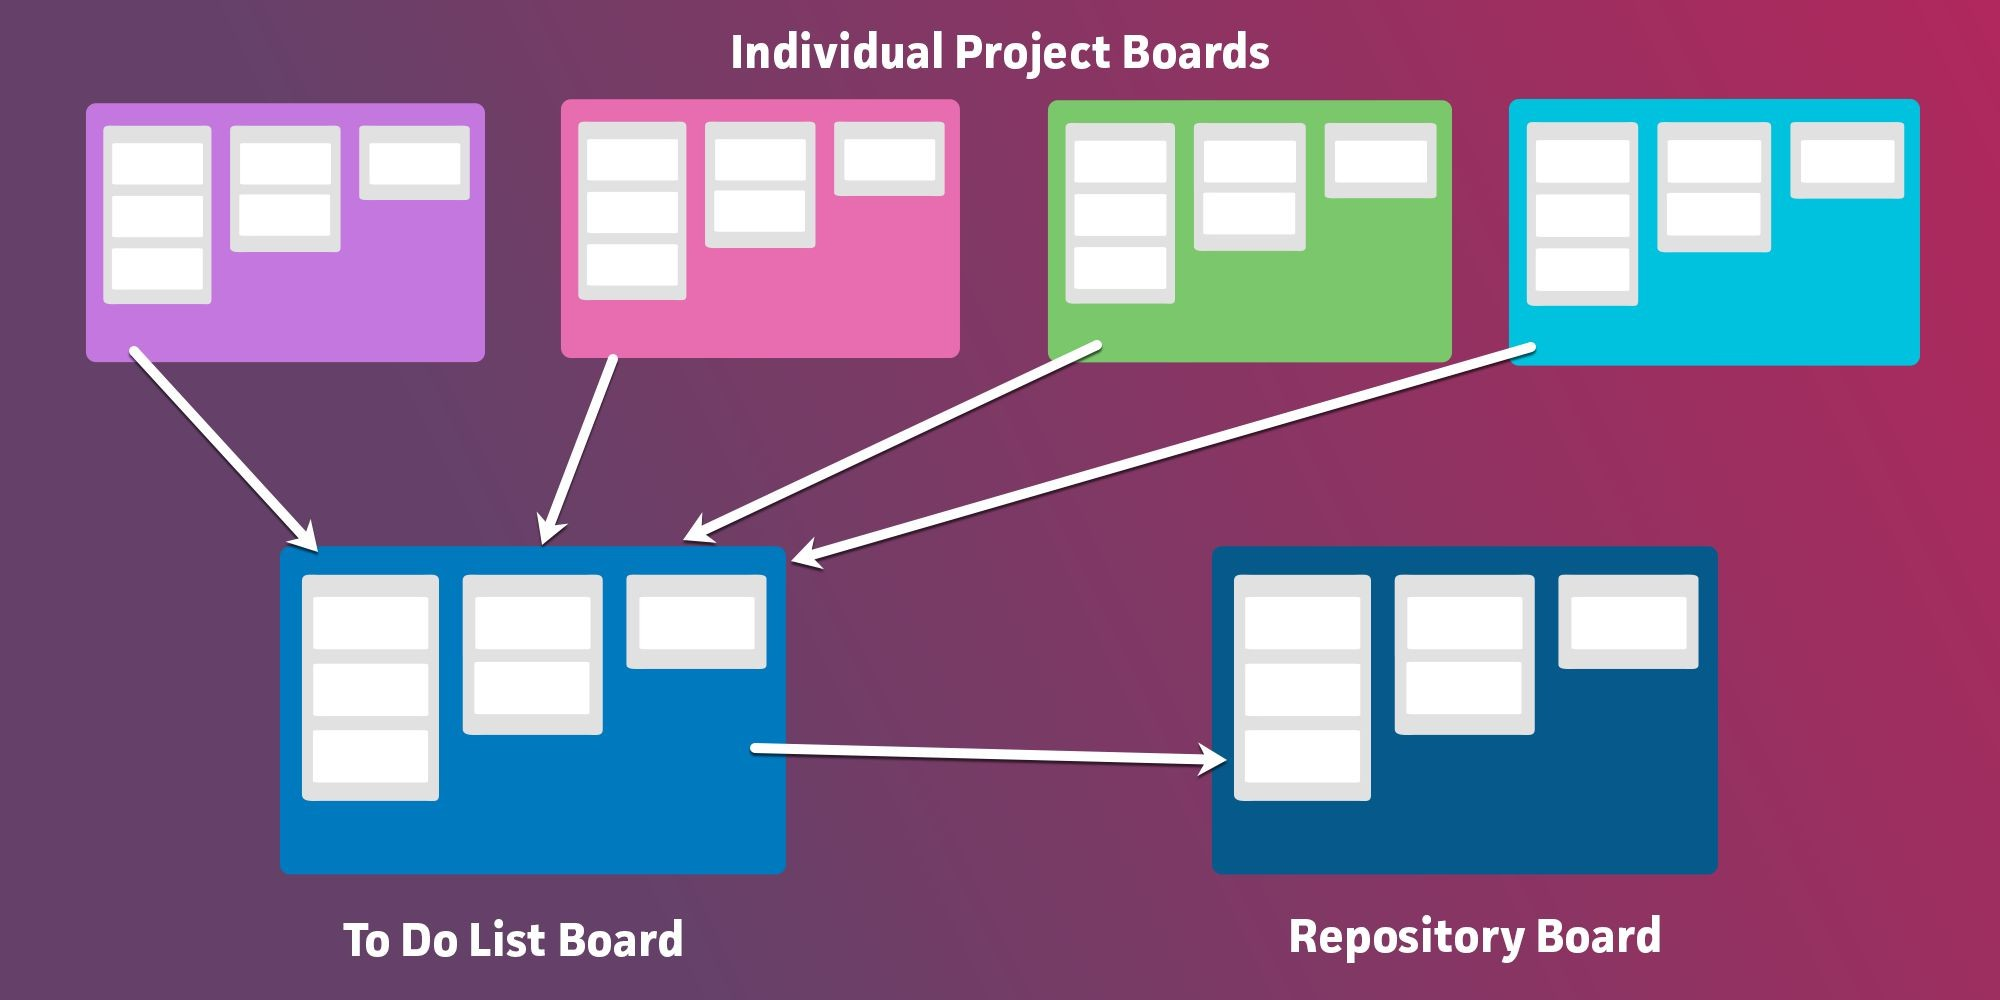 Individual Project Boards
To Do List Board
Repository Board